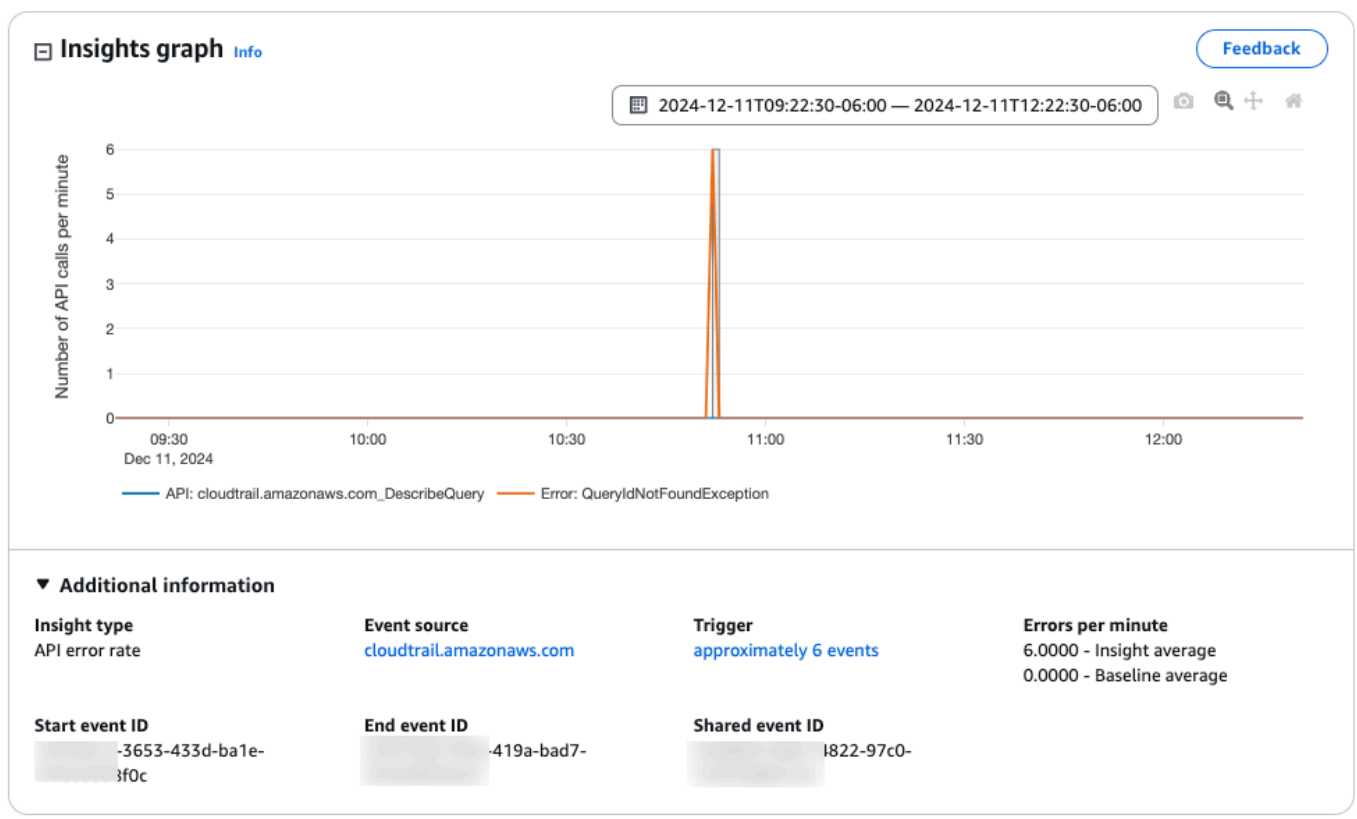 Insights graph Info
Feedback
2024-12-11T09:22:30-06:00 — 2024-12-11T12:22:30-06:00
Number of API calls per minute
6
5
4
3
2
1
0
09:30 10:00 10:30 11:00 11:30 12:00
Dec 11, 2024
API: cloudtrail.amazonaws.com_DescribeQuery Error: QueryIdNotFoundException
Additional information
Insight type Event source Trigger Errors per minute
API error rate cloudtrail.amazonaws.com approximately 6 events 6.0000 - Insight average
0.0000 - Baseline average
Start event ID End event ID Shared event ID
-3653-433d-ba1e- -419a-bad7- 4822-97c0-
8f0c